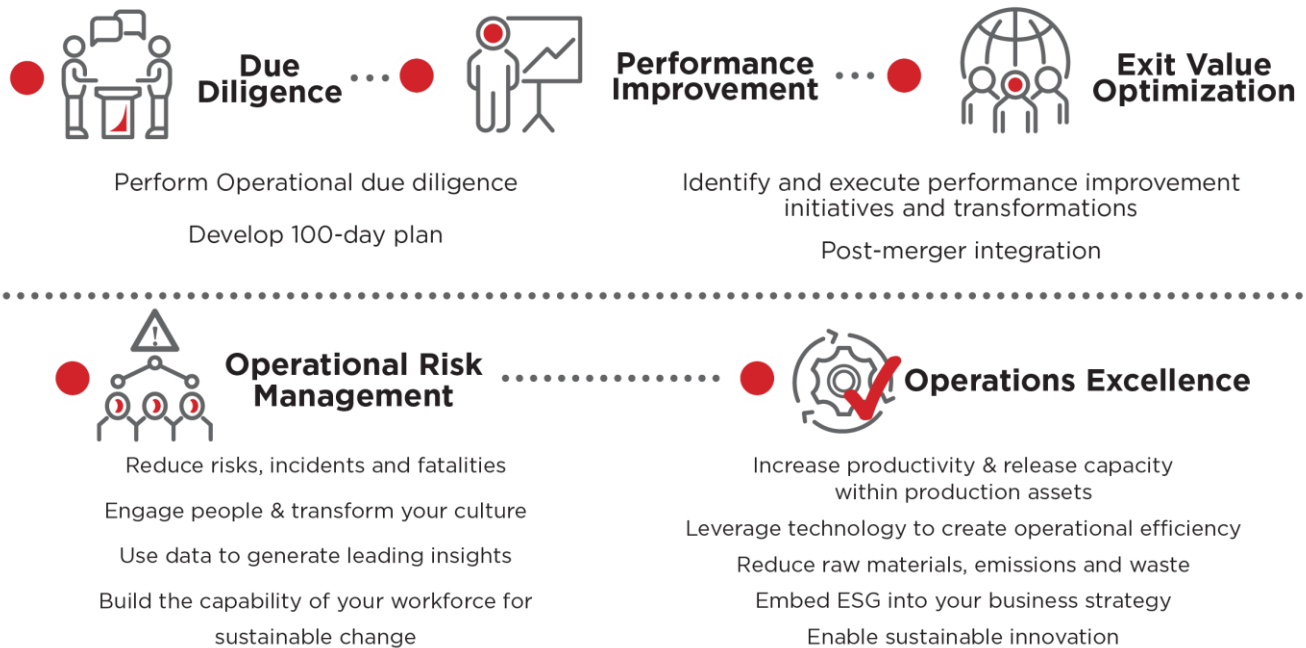 Due
Diligence
Performance
Improvement
Exit Value
Optimization
Perform Operational due diligence
Develop 100-day plan
Identify and execute performance improvement
initiatives and transformations
Post-merger integration
!
Operational Risk
Management
Operations Excellence
Reduce risks, incidents and fatalities
Engage people & transform your culture
Use data to generate leading insights
Build the capability of your workforce for
sustainable change
Increase productivity & release capacity
within production assets
Leverage technology to create operational efficiency
Reduce raw materials, emissions and waste
Embed ESG into your business strategy
Enable sustainable innovation